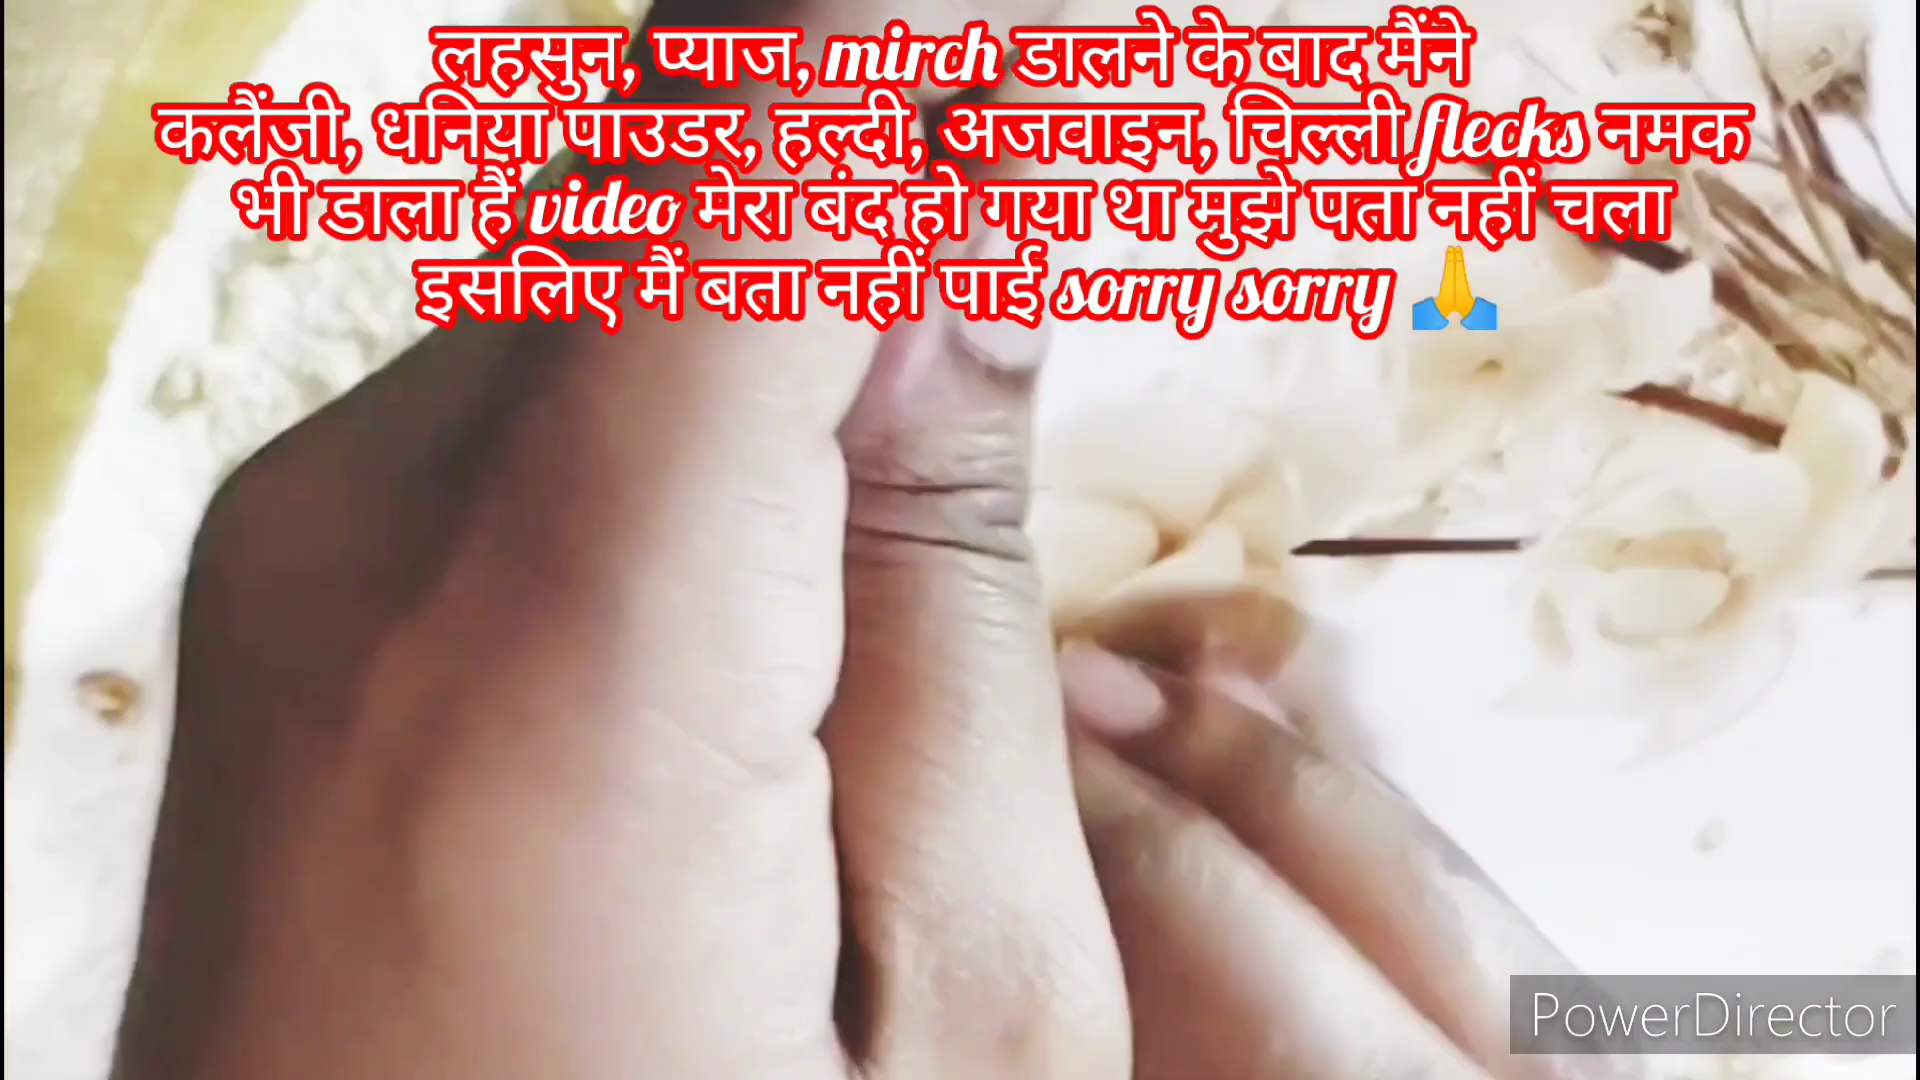 लहसुन, प्याज, mirch डालने के बाद मैंने
कलैंजी, धनिया पाउडर, हल्दी, अजवाइन, चिल्ली flecks नमक
भी डाला हैं video मेरा बंद हो गया था मुझे पता नहीं चला
इसलिए मैं बता नहीं पाई sorry sorry 🙏
PowerDirector